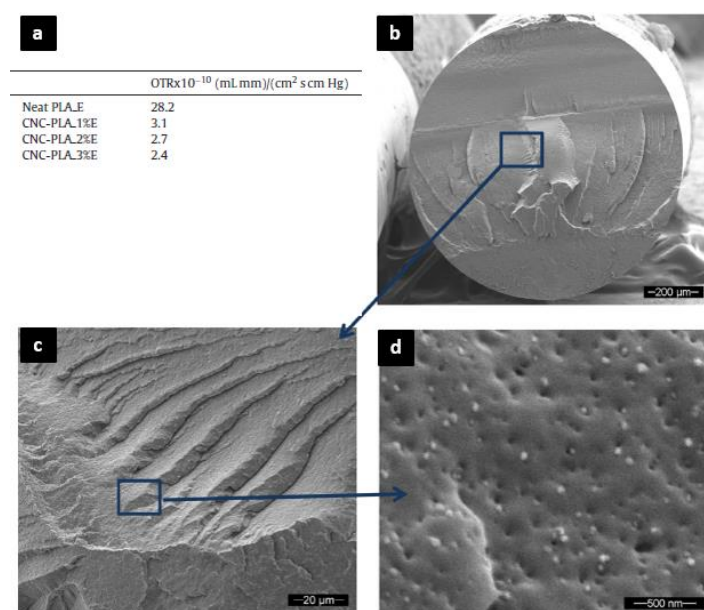 a
OTRx10⁻¹⁰ (mL mm)/(cm² s cm Hg)
Neat PLA_E 28.2
CNC-PLA_1%E 3.1
CNC-PLA_2%E 2.7
CNC-PLA_3%E 2.4
b
200 µm
c
20 µm
d
500 nm